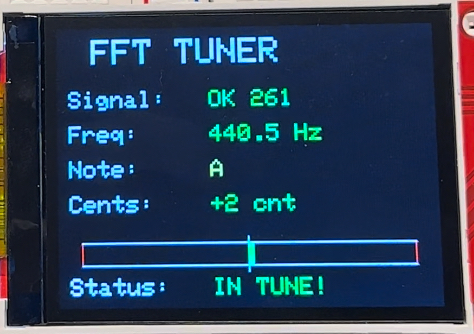 FFT TUNER
Signal: OK 261
Freq: 440.5 Hz
Note: A
Cents: +2 cnt
Status: IN TUNE!